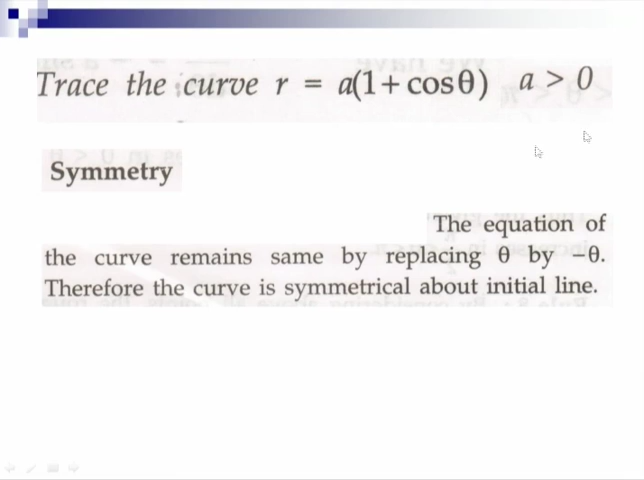 Trace the curve r = a(1+ cosθ)  a > 0
Symmetry
The equation of
the curve remains same by replacing θ by −θ.
Therefore the curve is symmetrical about initial line.